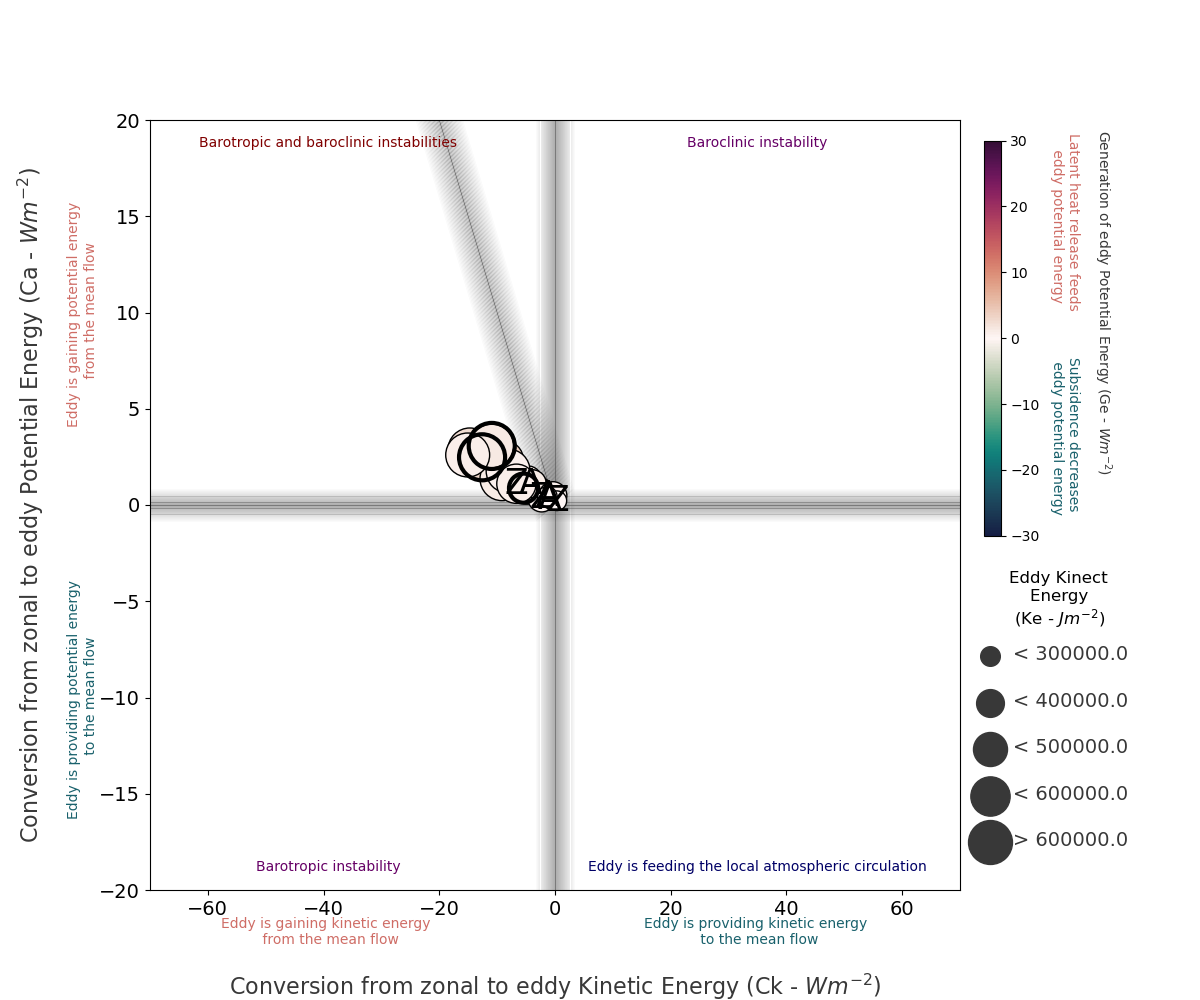 Conversion from zonal to eddy Potential Energy (Ca - Wm⁻²)
Eddy is gaining potential energy
from the mean flow
Eddy is providing potential energy
to the mean flow
20
15
10
5
0
−5
−10
−15
−20
Barotropic and baroclinic instabilities
Baroclinic instability
Z
A
Z
Barotropic instability
Eddy is feeding the local atmospheric circulation
−60
−40
−20
0
20
40
60
Eddy is gaining kinetic energy
from the mean flow
Eddy is providing kinetic energy
to the mean flow
Conversion from zonal to eddy Kinetic Energy (Ck - Wm⁻²)
30
20
10
0
−10
−20
−30
Latent heat release feeds
eddy potential energy
Subsidence decreases
eddy potential energy
Generation of eddy Potential Energy (Ge - Wm⁻²)
Eddy Kinect
Energy
(Ke - Jm⁻²)
< 300000.0
< 400000.0
< 500000.0
< 600000.0
> 600000.0